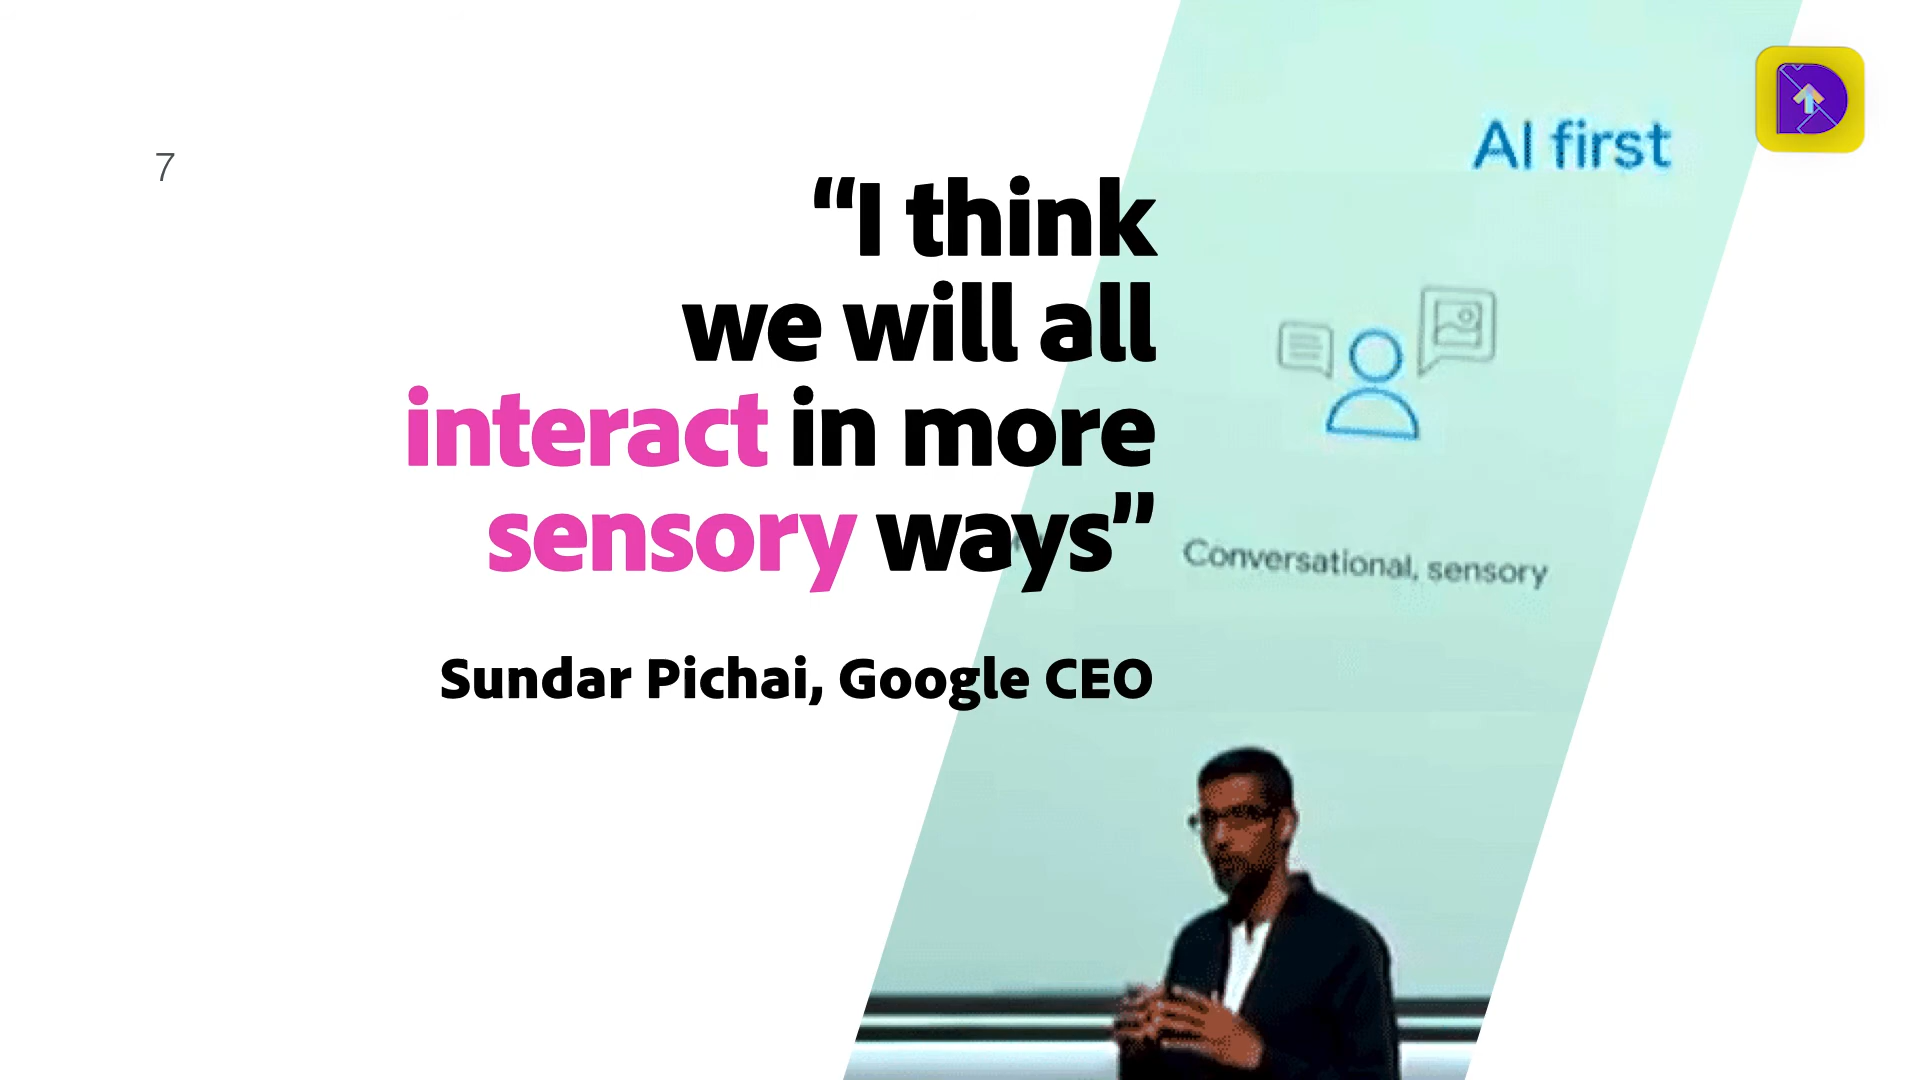 7
AI first
“I think
we will all
interact in more
sensory ways”
Conversational, sensory
Sundar Pichai, Google CEO